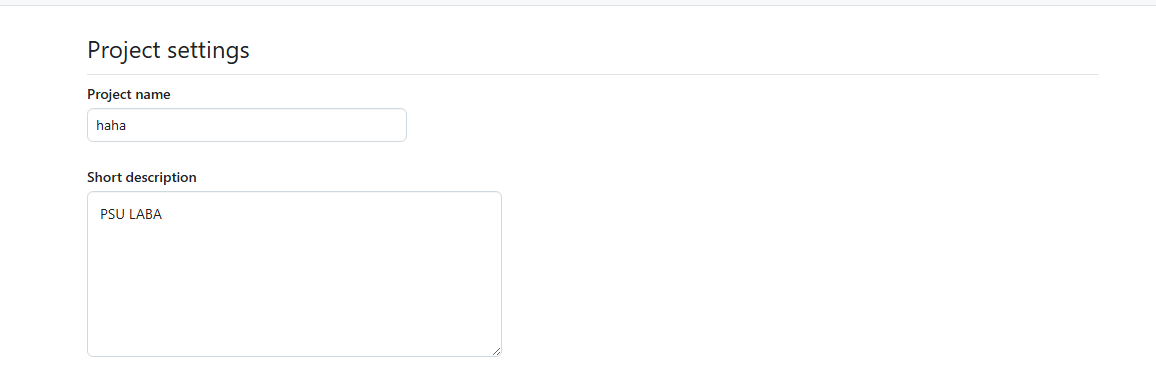 Project settings
Project name
haha
Short description
PSU LABA